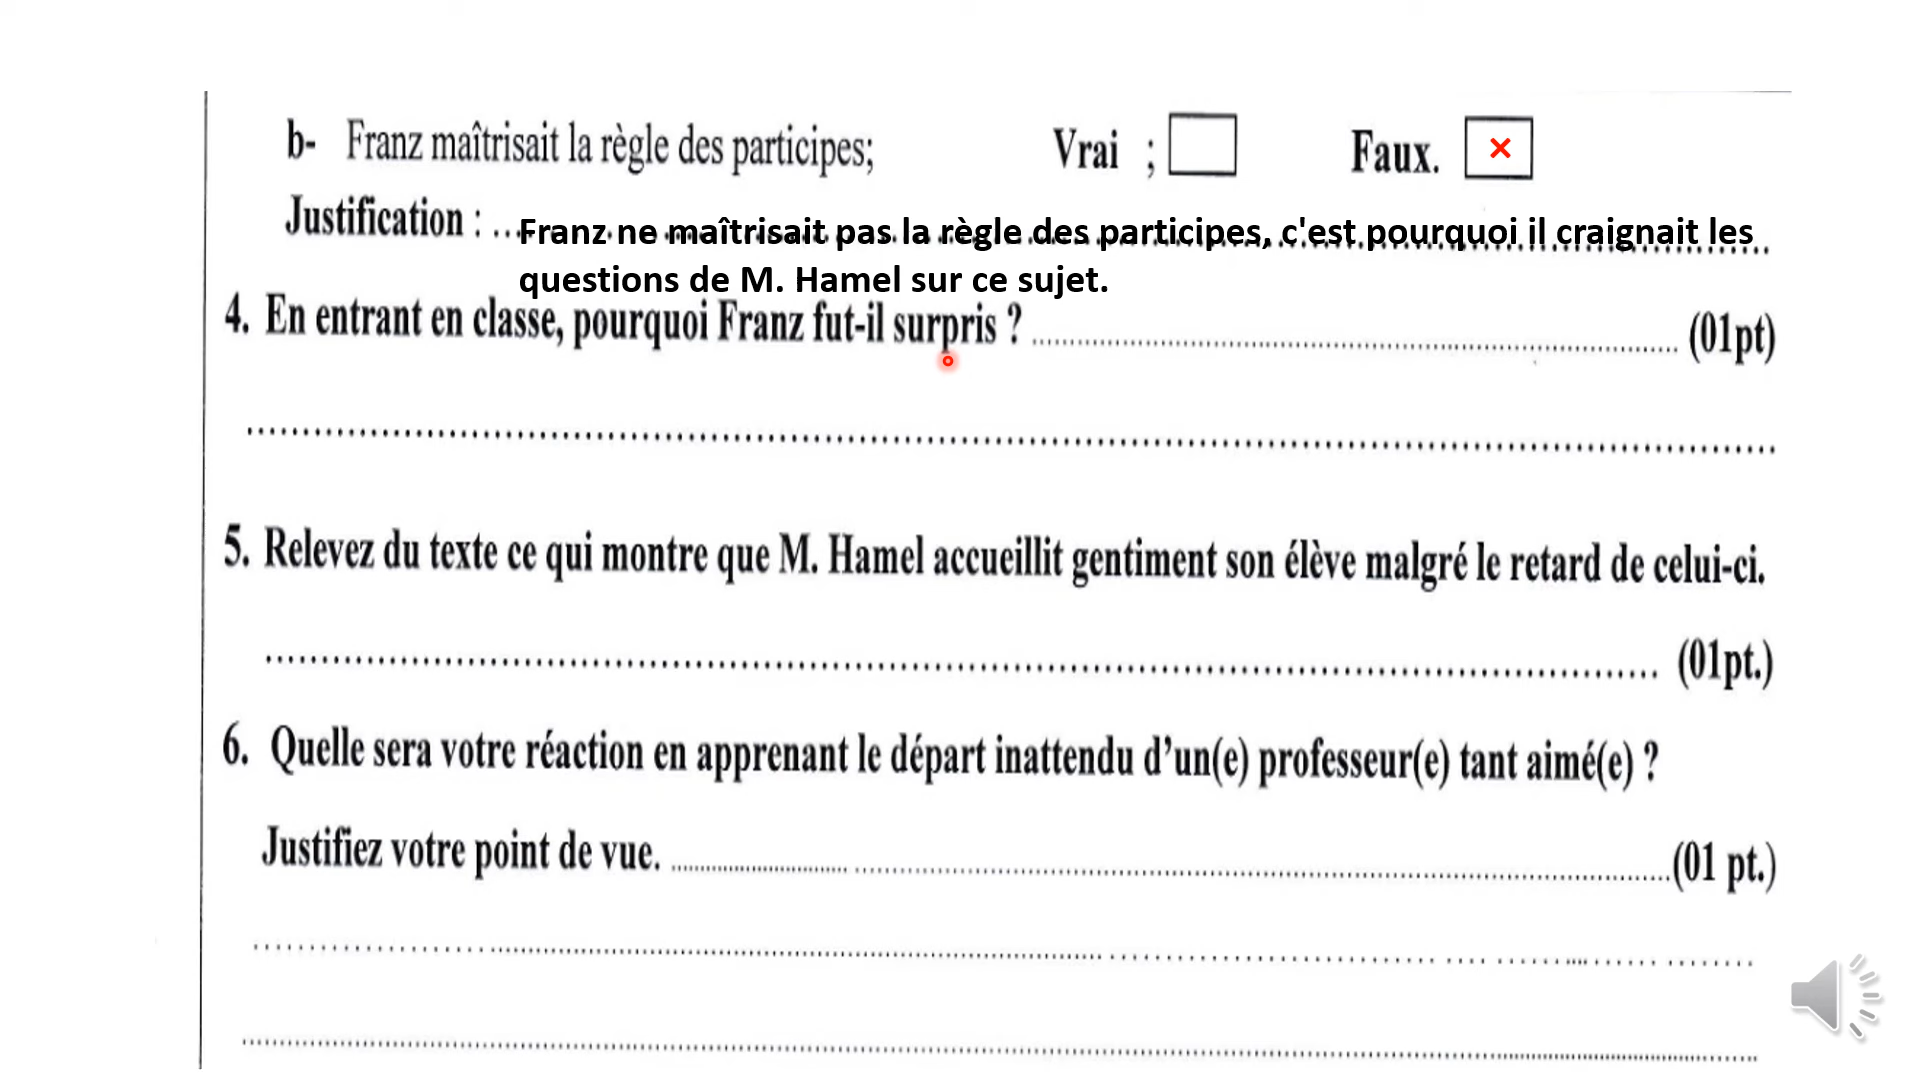 b- Franz maîtrisait la règle des participes; Vrai ; Faux. ×
Justification : ... Franz ne maîtrisait pas la règle des participes, c'est pourquoi il craignait les
questions de M. Hamel sur ce sujet.
4. En entrant en classe, pourquoi Franz fut-il surpris ? .......... (01pt)
5. Relevez du texte ce qui montre que M. Hamel accueillit gentiment son élève malgré le retard de celui-ci.
.......... (01pt.)
6. Quelle sera votre réaction en apprenant le départ inattendu d'un(e) professeur(e) tant aimé(e) ?
Justifiez votre point de vue. .......... (01 pt.)